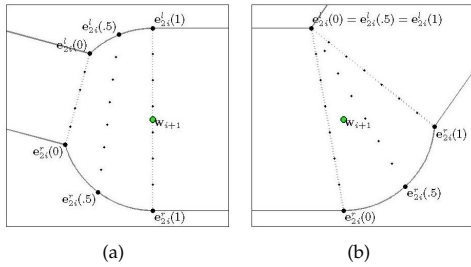 e^l_{2i}(.5)
e^l_{2i}(1)
e^l_{2i}(0)
w_{i+1}
e^r_{2i}(0)
e^r_{2i}(.5)
e^r_{2i}(1)
(a)
e^l_{2i}(0) = e^l_{2i}(.5) = e^l_{2i}(1)
e^r_{2i}(1)
w_{i+1}
e^r_{2i}(.5)
e^r_{2i}(0)
(b)